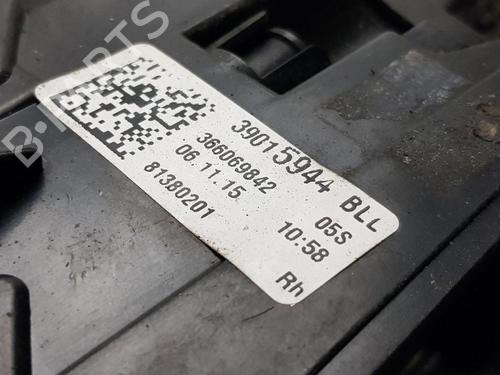 39015944 BLL
366069842 05S
06.11.15. 10:58
81380201 Rh
B-PARTS